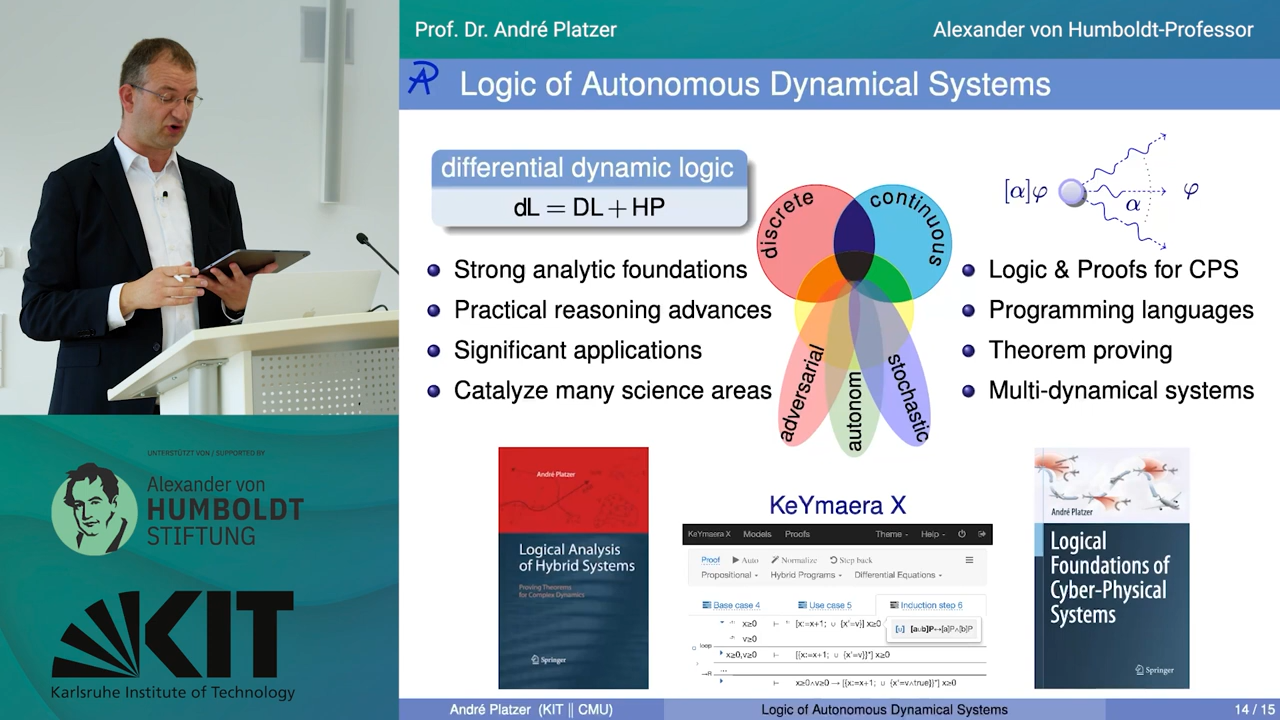 Prof. Dr. André Platzer
Alexander von Humboldt-Professor
Logic of Autonomous Dynamical Systems
differential dynamic logic
dL = DL + HP
Strong analytic foundations
Practical reasoning advances
Significant applications
Catalyze many science areas
discrete
continuous
adversarial
autonom
stochastic
[α]φ
α
φ
Logic & Proofs for CPS
Programming languages
Theorem proving
Multi-dynamical systems
UNTERSTÜTZT VON / SUPPORTED BY
Alexander von
HUMBOLDT
STIFTUNG
KIT
Karlsruhe Institute of Technology
André Platzer
Logical Analysis
of Hybrid Systems
Proving Theorems
for Complex Dynamics
Springer
KeYmaera X
KeYmaera X Models Proofs Theme Help
Proof Auto Normalize Step back
Propositional Hybrid Programs Differential Equations
Base case 4 Use case 5 Induction step 6
x≥0 ⊢ [x:=x+1; ∪ {x'=v}] x≥0
[∪] [a∪b]P↔[a]P∧[b]P
v≥0
loop x≥0,v≥0 ⊢ [{x:=x+1; ∪ {x'=v}}*] x≥0
...
→R ⊢ x≥0∧v≥0 → [{x:=x+1; ∪ {x'=v∧true}}*] x≥0
André Platzer
Logical
Foundations of
Cyber-Physical
Systems
Springer
André Platzer (KIT || CMU)
Logic of Autonomous Dynamical Systems
14 / 15